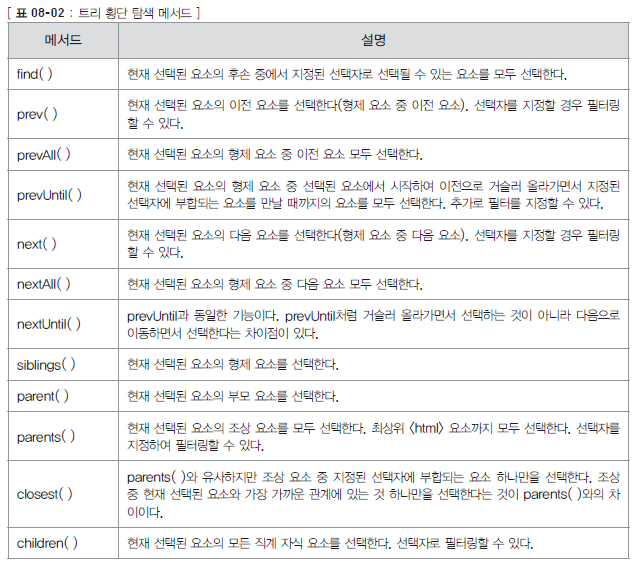 [ 표 08-02 : 트리 횡단 탐색 메서드 ]
메서드 설명
find( ) 현재 선택된 요소의 후손 중에서 지정된 선택자로 선택될 수 있는 요소를 모두 선택한다.
prev( ) 현재 선택된 요소의 이전 요소를 선택한다(형제 요소 중 이전 요소). 선택자를 지정할 경우 필터링
할 수 있다.
prevAll( ) 현재 선택된 요소의 형제 요소 중 이전 요소 모두 선택한다.
prevUntil( ) 현재 선택된 요소의 형제 요소 중 선택된 요소에서 시작하여 이전으로 거슬러 올라가면서 지정된
선택자에 부합되는 요소를 만날 때까지의 요소를 모두 선택한다. 추가로 필터를 지정할 수 있다.
next( ) 현재 선택된 요소의 다음 요소를 선택한다(형제 요소 중 다음 요소). 선택자를 지정할 경우 필터링
할 수 있다.
nextAll( ) 현재 선택된 요소의 형제 요소 중 다음 요소 모두 선택한다.
nextUntil( ) prevUntil과 동일한 기능이다. prevUntil처럼 거슬러 올라가면서 선택하는 것이 아니라 다음으로
이동하면서 선택한다는 차이점이 있다.
siblings( ) 현재 선택된 요소의 형제 요소를 선택한다.
parent( ) 현재 선택된 요소의 부모 요소를 선택한다.
parents( ) 현재 선택된 요소의 조상 요소를 모두 선택한다. 최상위 <html> 요소까지 모두 선택한다. 선택자를
지정하여 필터링할 수 있다.
closest( ) parents( )와 유사하지만 조상 요소 중 지정된 선택자에 부합되는 요소 하나만을 선택한다. 조상
중 현재 선택된 요소와 가장 가까운 관계에 있는 것 하나만을 선택한다는 것이 parents( )와의 차
이이다.
children( ) 현재 선택된 요소의 모든 직계 자식 요소를 선택한다. 선택자로 필터링할 수 있다.